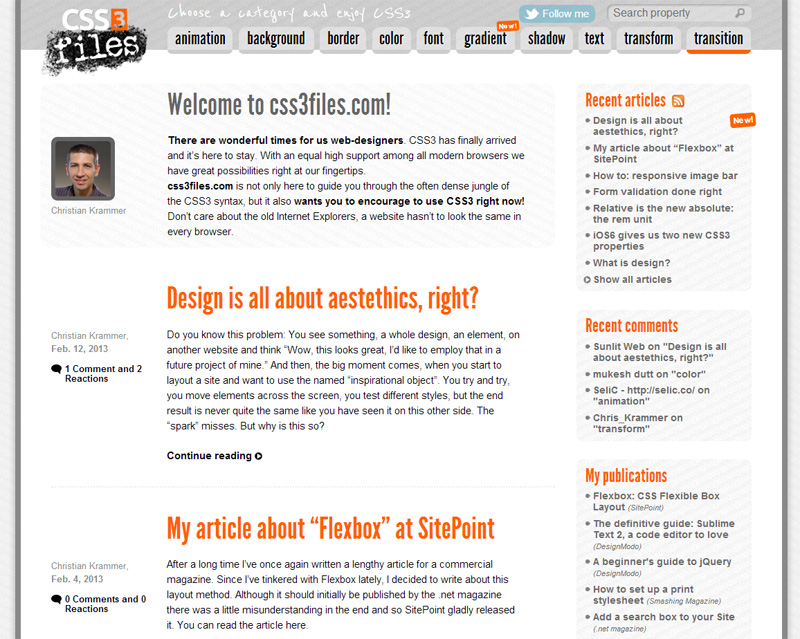 CSS3
files
Choose a category and enjoy CSS3
Follow me
Search property
animation
background
border
color
font
gradient
New!
shadow
text
transform
transition
Welcome to css3files.com!
Christian Krammer
There are wonderful times for us web-designers. CSS3 has finally arrived
and it's here to stay. With an equal high support among all modern browsers we
have great possibilities right at our fingertips.
css3files.com is not only here to guide you through the often dense jungle of
the CSS3 syntax, but it also wants you to encourage to use CSS3 right now!
Don't care about the old Internet Explorers, a website hasn't to look the same in
every browser.
Design is all about aestethics, right?
Christian Krammer,
Feb. 12, 2013
1 Comment and 2
Reactions
Do you know this problem: You see something, a whole design, an element, on
another website and think “Wow, this looks great, I'd like to employ that in a
future project of mine.” And then, the big moment comes, when you start to
layout a site and want to use the named “inspirational object”. You try and try,
you move elements across the screen, you test different styles, but the end
result is never quite the same like you have seen it on this other side. The
“spark” misses. But why is this so?
Continue reading
My article about “Flexbox” at SitePoint
Christian Krammer,
Feb. 4, 2013
0 Comments and 0
Reactions
After a long time I've once again written a lengthy article for a commercial
magazine. Since I've tinkered with Flexbox lately, I decided to write about this
layout method. Although it should initially be published by the .net magazine
there was a little misunderstanding in the end and so SitePoint gladly released
it. You can read the article here.
Recent articles
Design is all about
aestethics, right?
New!
My article about “Flexbox” at
SitePoint
How to: responsive image bar
Form validation done right
Relative is the new absolute:
the rem unit
iOS6 gives us two new CSS3
properties
What is design?
Show all articles
Recent comments
Sunlit Web on "Design is all
about aestethics, right?"
mukesh dutt on "color"
SeliC - http://selic.co/ on
"animation"
Chris_Krammer on
"transform"
My publications
Flexbox: CSS Flexible Box
Layout (SitePoint)
The definitive guide: Sublime
Text 2, a code editor to love
(DesignModo)
A beginner's guide to jQuery
(DesignModo)
How to set up a print
stylesheet (Smashing Magazine)
Add a search box to your Site
(.net magazine)